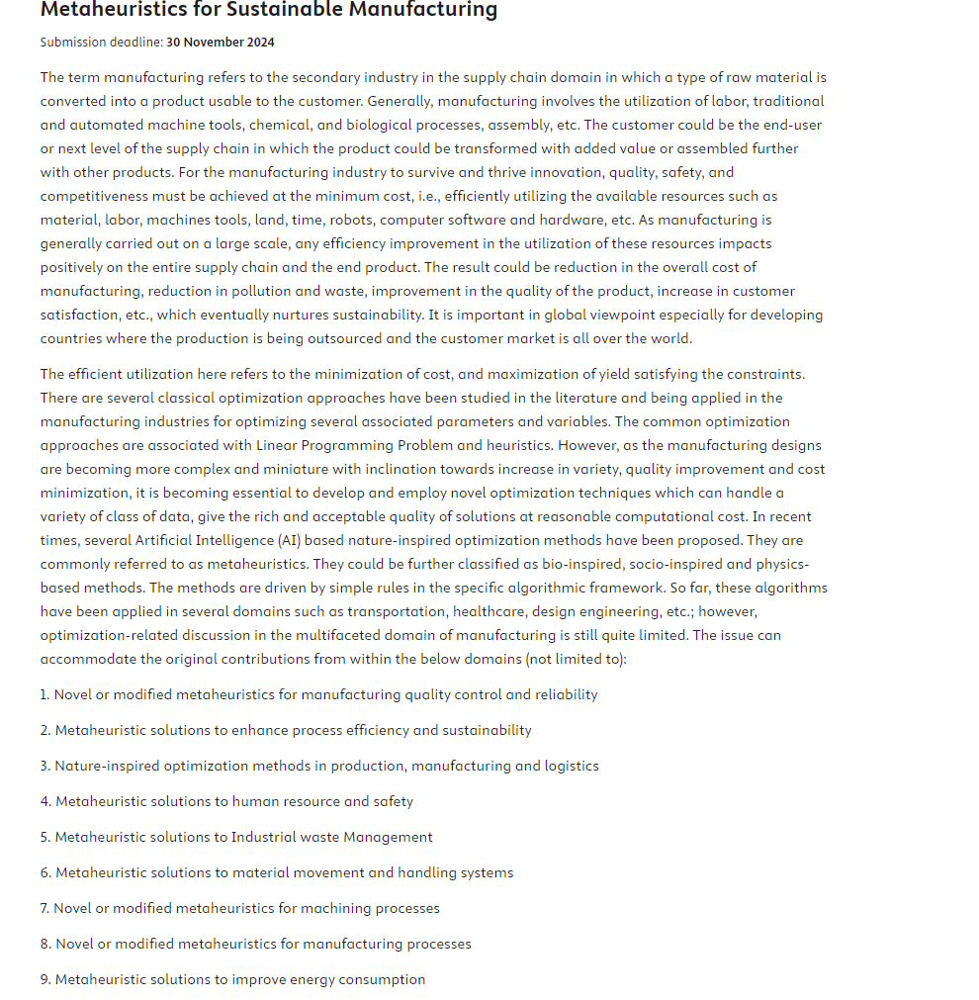 Metaheuristics for Sustainable Manufacturing
Submission deadline: 30 November 2024
The term manufacturing refers to the secondary industry in the supply chain domain in which a type of raw material is
converted into a product usable to the customer. Generally, manufacturing involves the utilization of labor, traditional
and automated machine tools, chemical, and biological processes, assembly, etc. The customer could be the end-user
or next level of the supply chain in which the product could be transformed with added value or assembled further
with other products. For the manufacturing industry to survive and thrive innovation, quality, safety, and
competitiveness must be achieved at the minimum cost, i.e., efficiently utilizing the available resources such as
material, labor, machines tools, land, time, robots, computer software and hardware, etc. As manufacturing is
generally carried out on a large scale, any efficiency improvement in the utilization of these resources impacts
positively on the entire supply chain and the end product. The result could be reduction in the overall cost of
manufacturing, reduction in pollution and waste, improvement in the quality of the product, increase in customer
satisfaction, etc., which eventually nurtures sustainability. It is important in global viewpoint especially for developing
countries where the production is being outsourced and the customer market is all over the world.
The efficient utilization here refers to the minimization of cost, and maximization of yield satisfying the constraints.
There are several classical optimization approaches have been studied in the literature and being applied in the
manufacturing industries for optimizing several associated parameters and variables. The common optimization
approaches are associated with Linear Programming Problem and heuristics. However, as the manufacturing designs
are becoming more complex and miniature with inclination towards increase in variety, quality improvement and cost
minimization, it is becoming essential to develop and employ novel optimization techniques which can handle a
variety of class of data, give the rich and acceptable quality of solutions at reasonable computational cost. In recent
times, several Artificial Intelligence (AI) based nature-inspired optimization methods have been proposed. They are
commonly referred to as metaheuristics. They could be further classified as bio-inspired, socio-inspired and physics-
based methods. The methods are driven by simple rules in the specific algorithmic framework. So far, these algorithms
have been applied in several domains such as transportation, healthcare, design engineering, etc.; however,
optimization-related discussion in the multifaceted domain of manufacturing is still quite limited. The issue can
accommodate the original contributions from within the below domains (not limited to):
1. Novel or modified metaheuristics for manufacturing quality control and reliability
2. Metaheuristic solutions to enhance process efficiency and sustainability
3. Nature-inspired optimization methods in production, manufacturing and logistics
4. Metaheuristic solutions to human resource and safety
5. Metaheuristic solutions to Industrial waste Management
6. Metaheuristic solutions to material movement and handling systems
7. Novel or modified metaheuristics for machining processes
8. Novel or modified metaheuristics for manufacturing processes
9. Metaheuristic solutions to improve energy consumption